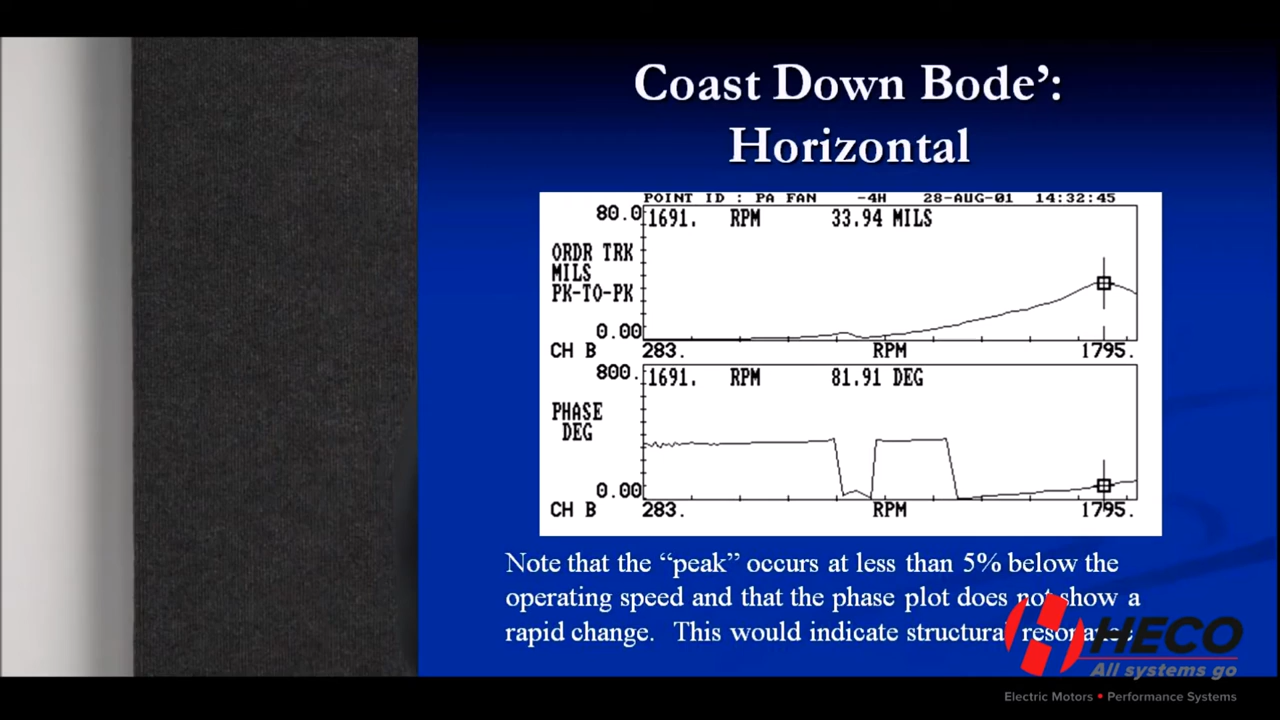 Coast Down Bode’:
Horizontal
POINT ID : PA FAN -4H 28-AUG-01 14:32:45
80.0
1691. RPM 33.94 MILS
ORDR TRK
MILS
PK-TO-PK
0.00
CH B 283. RPM 1795.
800.
1691. RPM 81.91 DEG
PHASE
DEG
0.00
CH B 283. RPM 1795.
Note that the “peak” occurs at less than 5% below the
operating speed and that the phase plot does not show a
rapid change. This would indicate structural resonance
HECO
All systems go
Electric Motors • Performance Systems